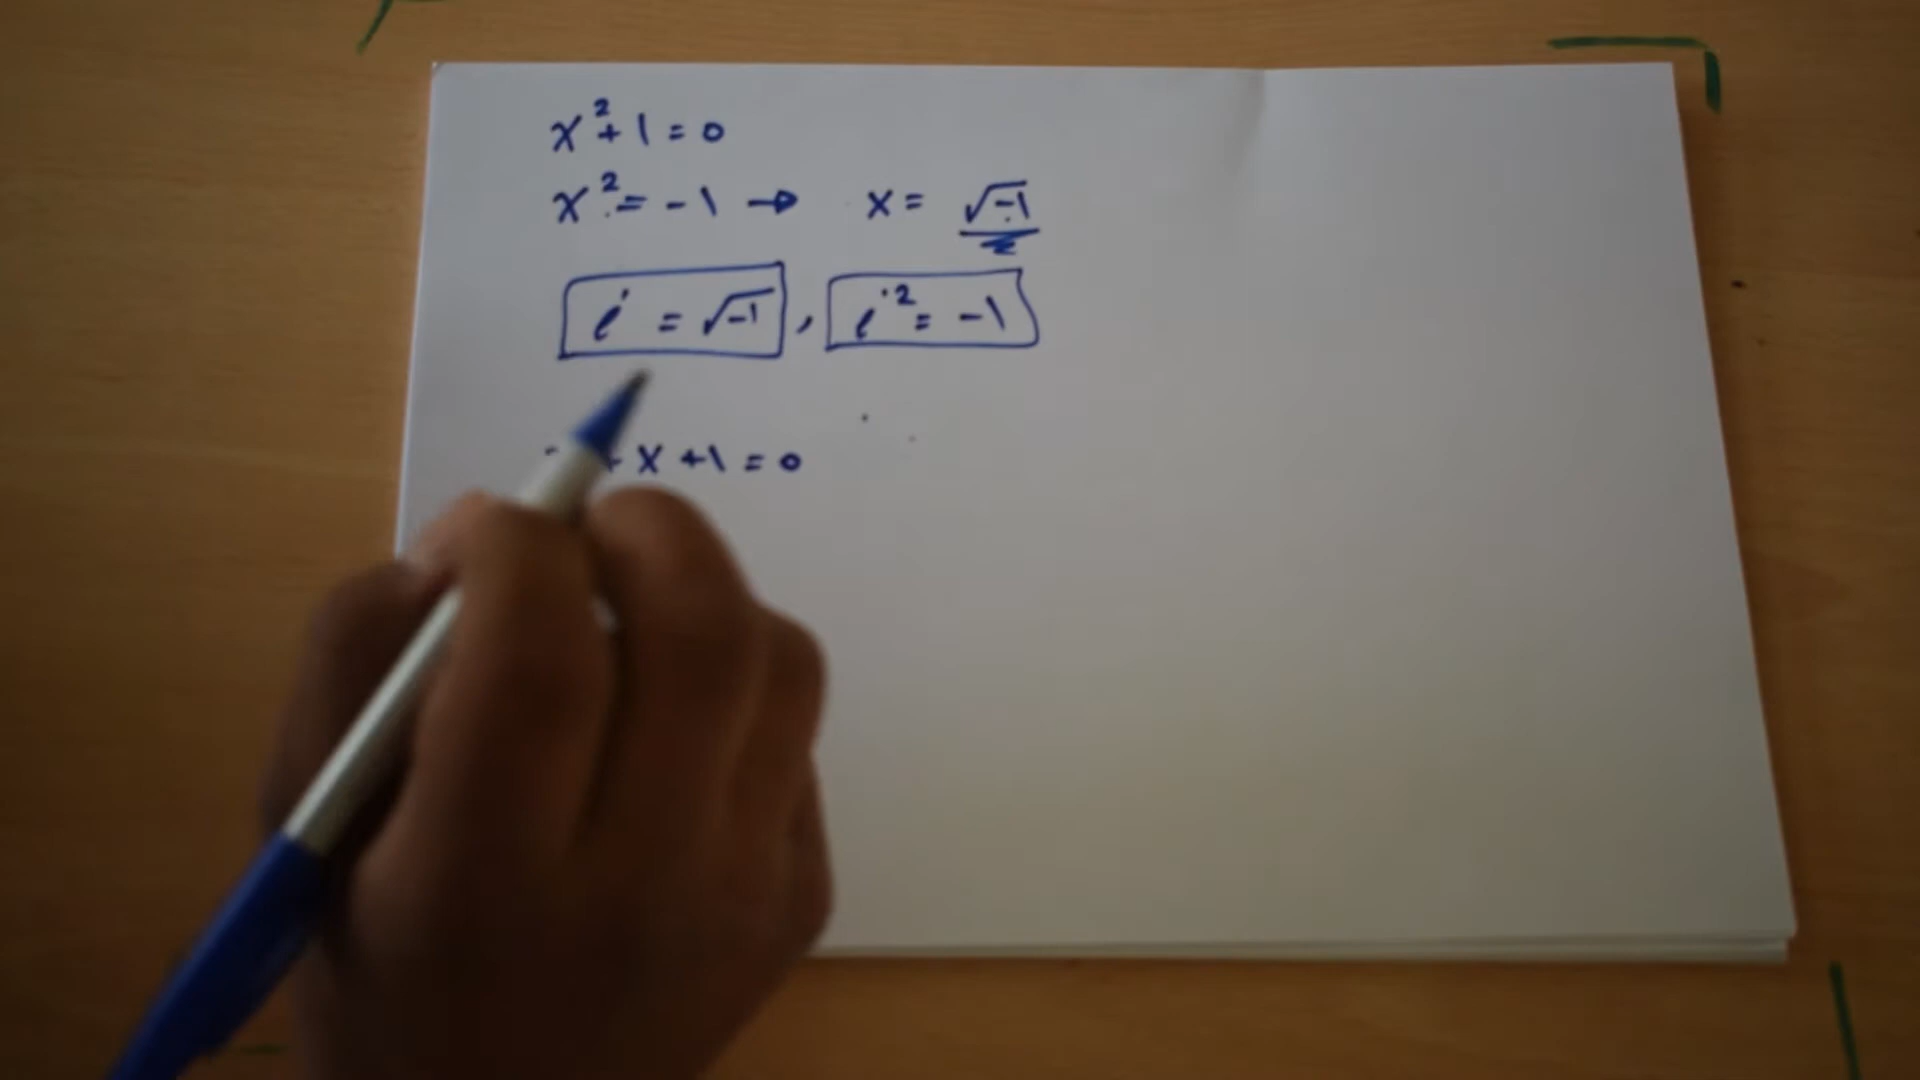 x² + 1 = 0
x² = -1 → x = √-1
i = √-1 , i² = -1
x + 1 = 0